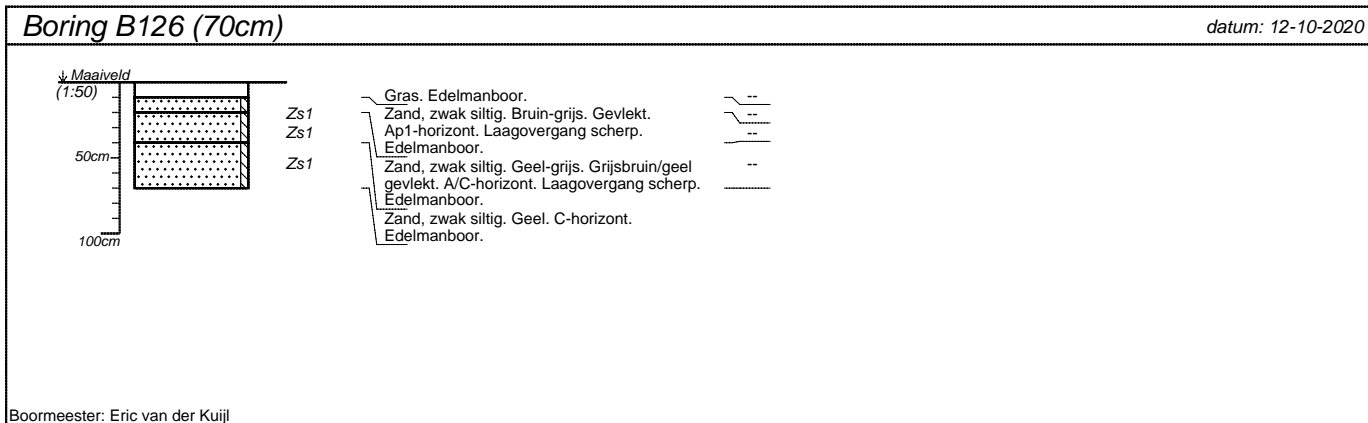 Boring B126 (70cm)
datum: 12-10-2020
Maaiveld
(1:50)
50cm
100cm
Zs1
Zs1
Zs1
Gras. Edelmanboor.
Zand, zwak siltig. Bruin-grijs. Gevlekt.
Ap1-horizont. Laagovergang scherp.
Edelmanboor.
Zand, zwak siltig. Geel-grijs. Grijsbruin/geel
gevlekt. A/C-horizont. Laagovergang scherp.
Edelmanboor.
Zand, zwak siltig. Geel. C-horizont.
Edelmanboor.
--
--
--
--
Boormeester: Eric van der Kuijl